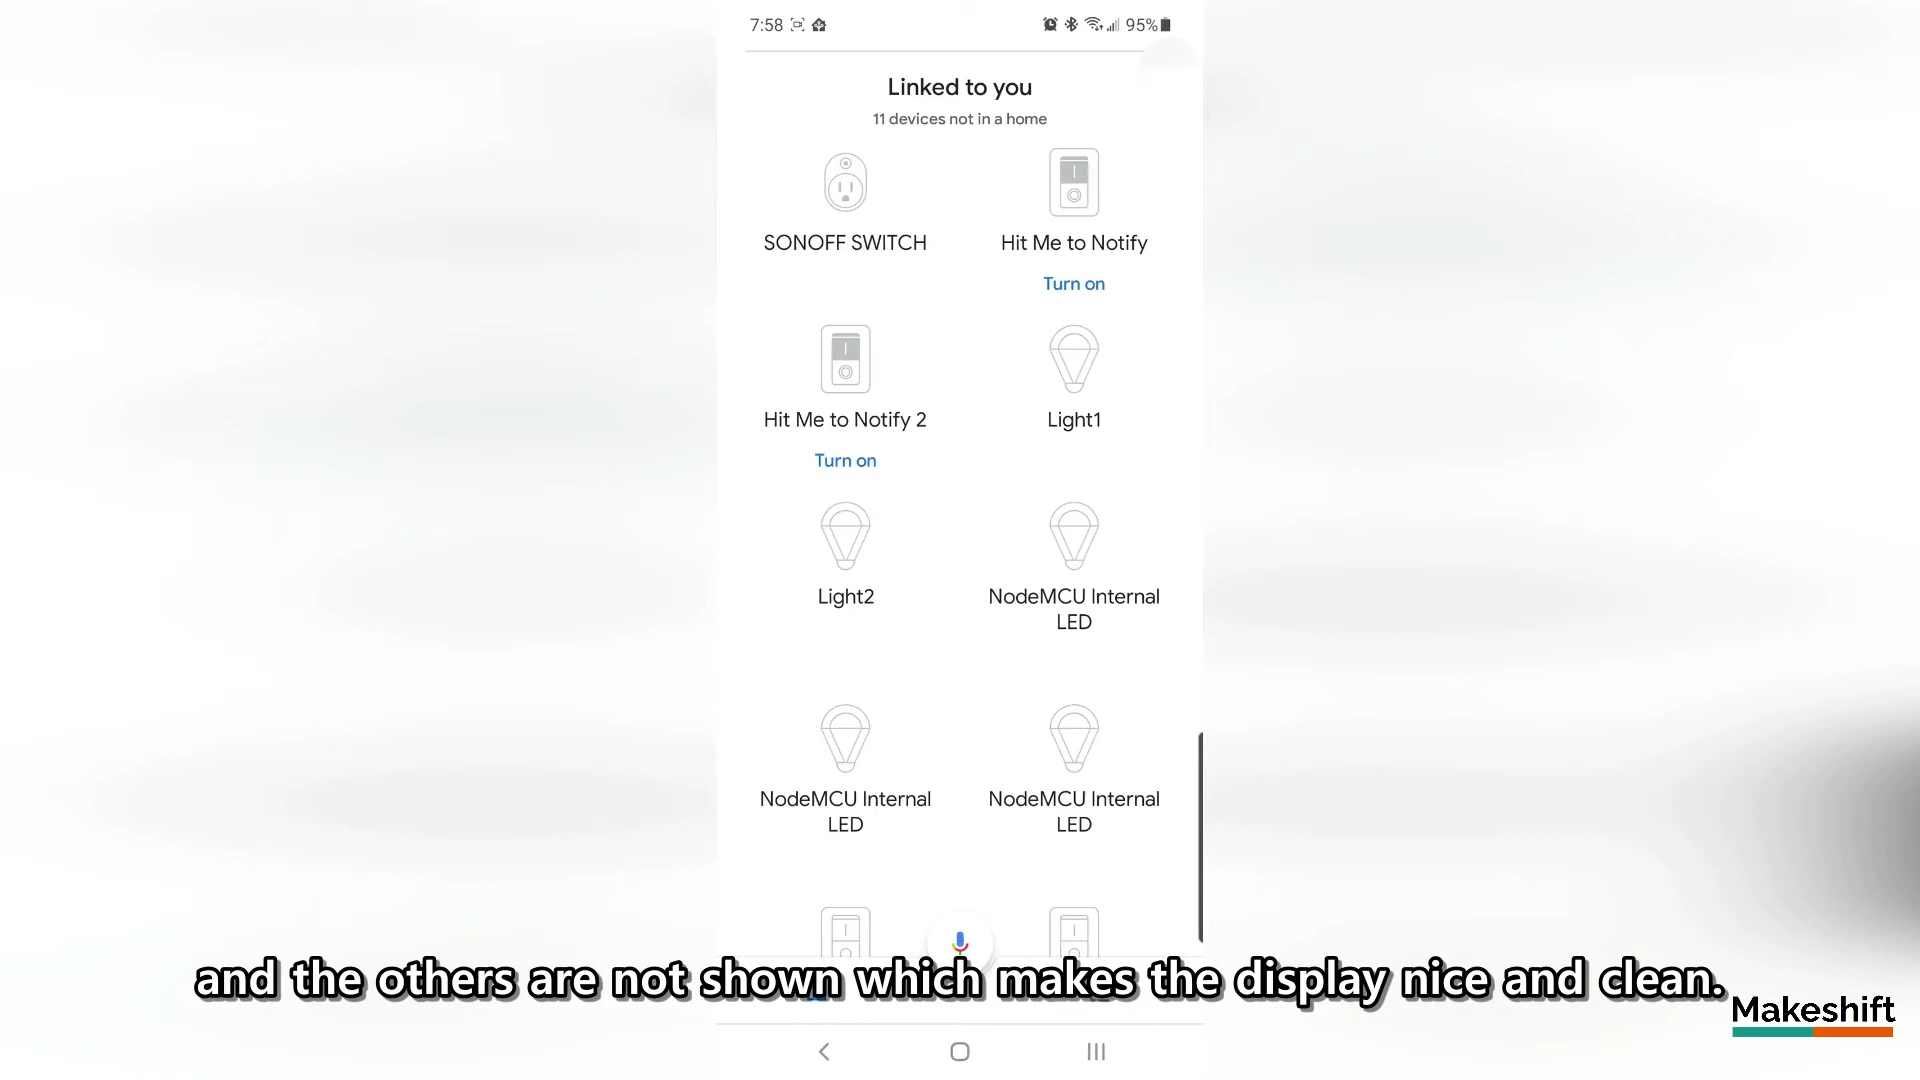 7:58
95%
Linked to you
11 devices not in a home
SONOFF SWITCH
Hit Me to Notify
Turn on
Hit Me to Notify 2
Light1
Turn on
Light2
NodeMCU Internal
LED
NodeMCU Internal
LED
NodeMCU Internal
LED
and the others are not shown which makes the display nice and clean.
Makeshift